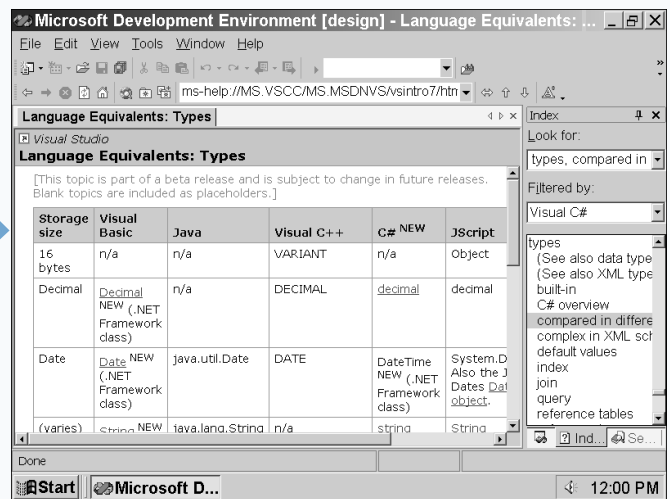 Microsoft Development Environment [design] - Language Equivalents: ...
File Edit View Tools Window Help
ms-help://MS.VSCC/MS.MSDNVS/vsintro7/htn
Language Equivalents: Types
Visual Studio
Language Equivalents: Types
[This topic is part of a beta release and is subject to change in future releases.
Blank topics are included as placeholders.]
Storage size Visual Basic Java Visual C++ C# NEW JScript
16 bytes n/a n/a VARIANT n/a Object
Decimal Decimal NEW (.NET Framework class) n/a DECIMAL decimal decimal
Date Date NEW (.NET Framework class) java.util.Date DATE DateTime NEW (.NET Framework class) System.D Also the J Dates Dat object.
(varies) String NEW java.lang.String n/a string String
Index
Look for:
types, compared in
Filtered by:
Visual C#
types
(See also data type
(See also XML type
built-in
C# overview
compared in differe
complex in XML sch
default values
index
join
query
reference tables
Ind... Se...
Done
Start Microsoft D... 12:00 PM